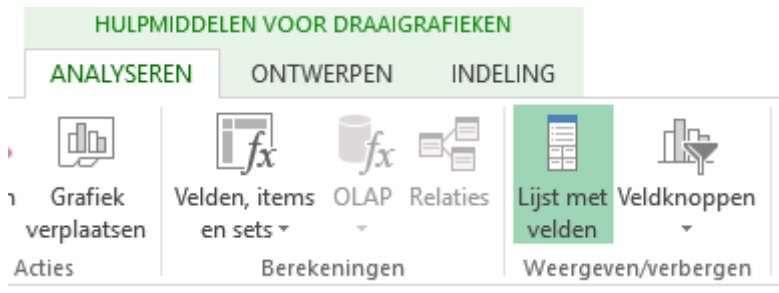 HULPMIDDELEN VOOR DRAAIGRAFIEKEN
ANALYSEREN ONTWERPEN INDELING
Grafiek Velden, items OLAP Relaties Lijst met Veldknoppen
verplaatsen en sets velden
Acties Berekeningen Weergeven/verbergen